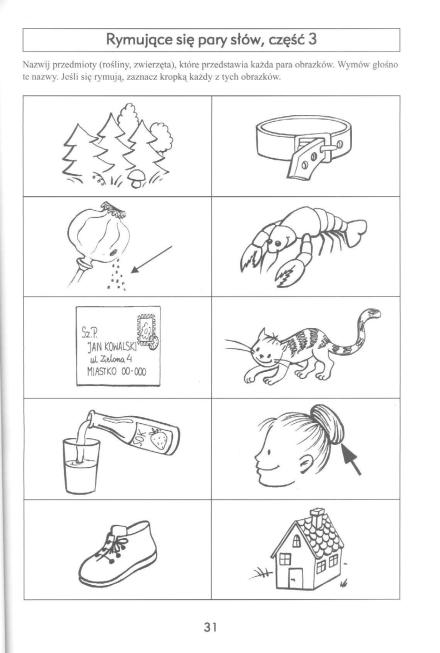 Rymujące się pary słów, część 3
Nazwij przedmioty (rośliny, zwierzęta), które przedstawia każda para obrazków. Wymów głośno
te nazwy. Jeśli się rymują, zaznacz kropką każdy z tych obrazków.
Sz.P.
JAN KOWALSKI
ul Zielona 4
MIASTKO 00-000
SOK
31